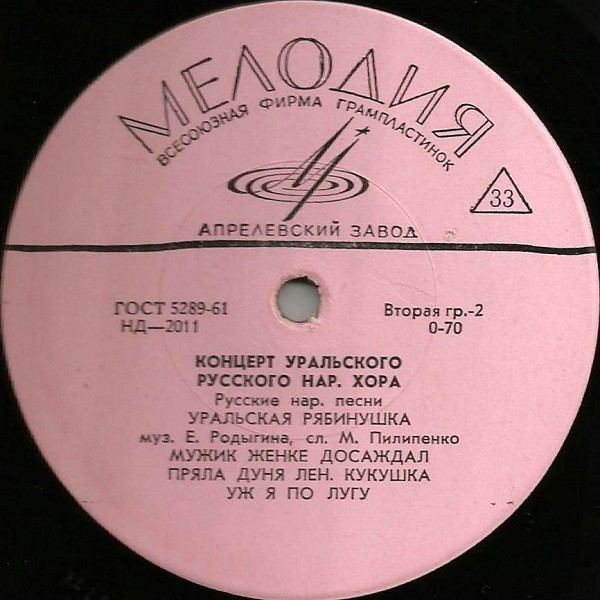 МЕЛОДИЯ
ВСЕСОЮЗНАЯ ФИРМА ГРАМПЛАСТИНОК
33
АПРЕЛЕВСКИЙ ЗАВОД
ГОСТ 5289-61
НД—2011
Вторая гр.-2
0-70
КОНЦЕРТ УРАЛЬСКОГО
РУССКОГО НАР. ХОРА
Русские нар. песни
УРАЛЬСКАЯ РЯБИНУШКА
муз. Е. Родыгина, сл. М. Пилипенко
МУЖИК ЖЕНКЕ ДОСАЖДАЛ
ПРЯЛА ДУНЯ ЛЕН. КУКУШКА
УЖ Я ПО ЛУГУ